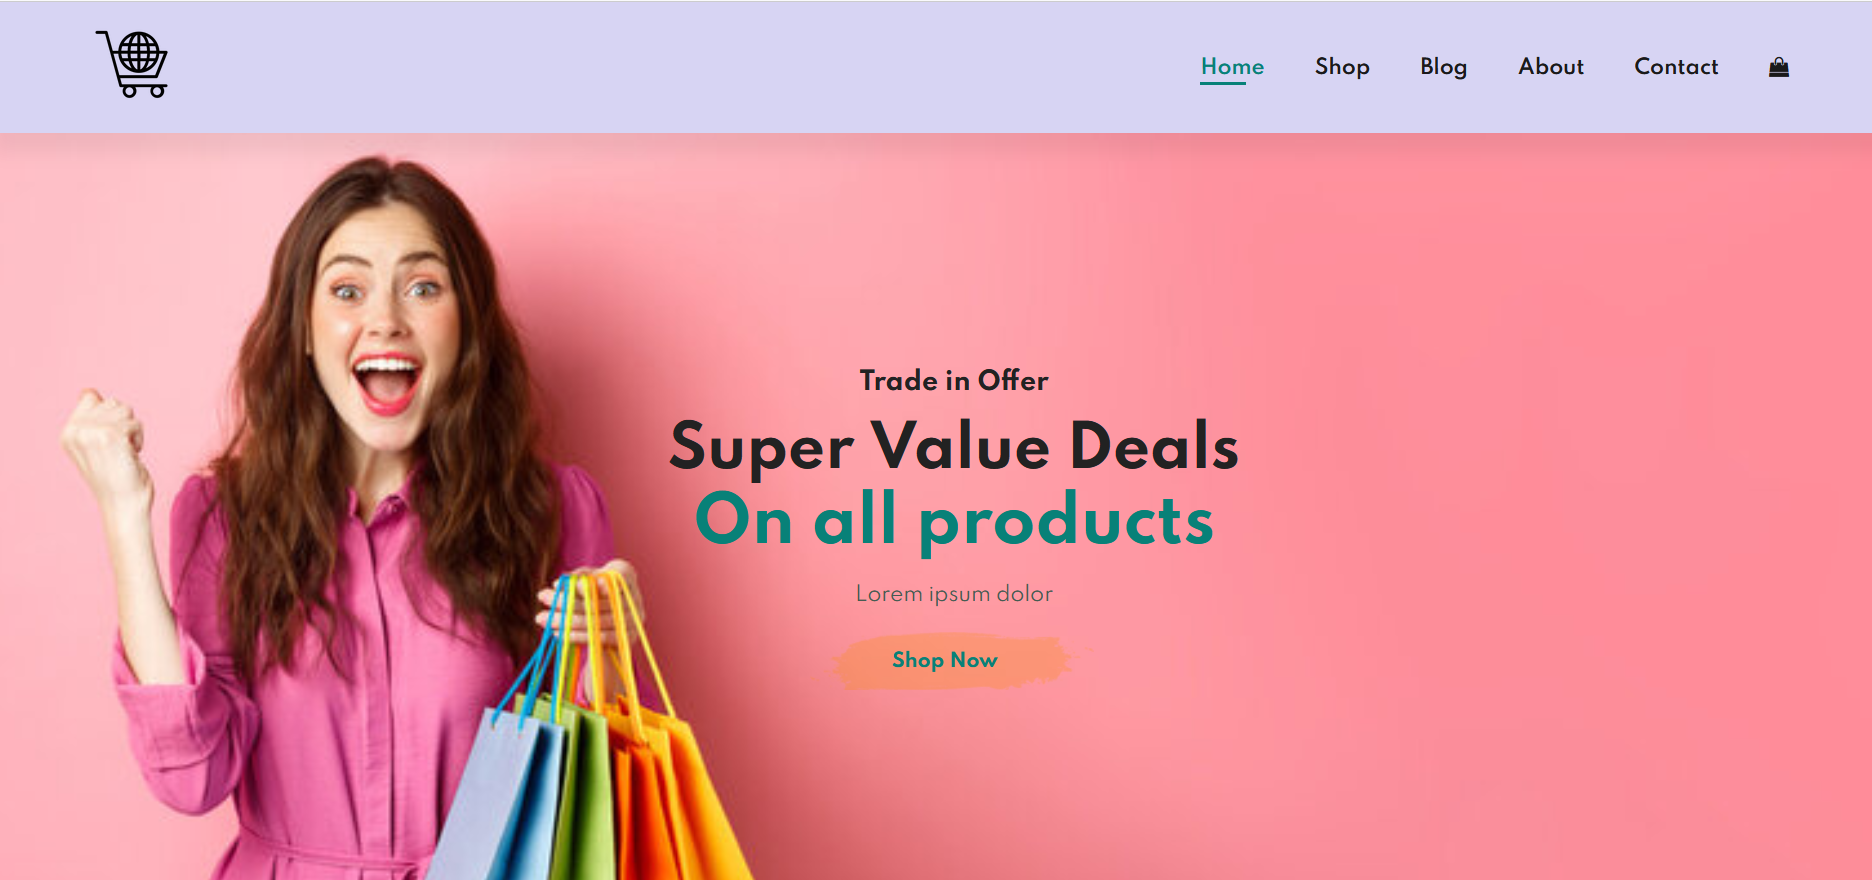 Home Shop Blog About Contact
Trade in Offer
Super Value Deals
On all products
Lorem ipsum dolor
Shop Now